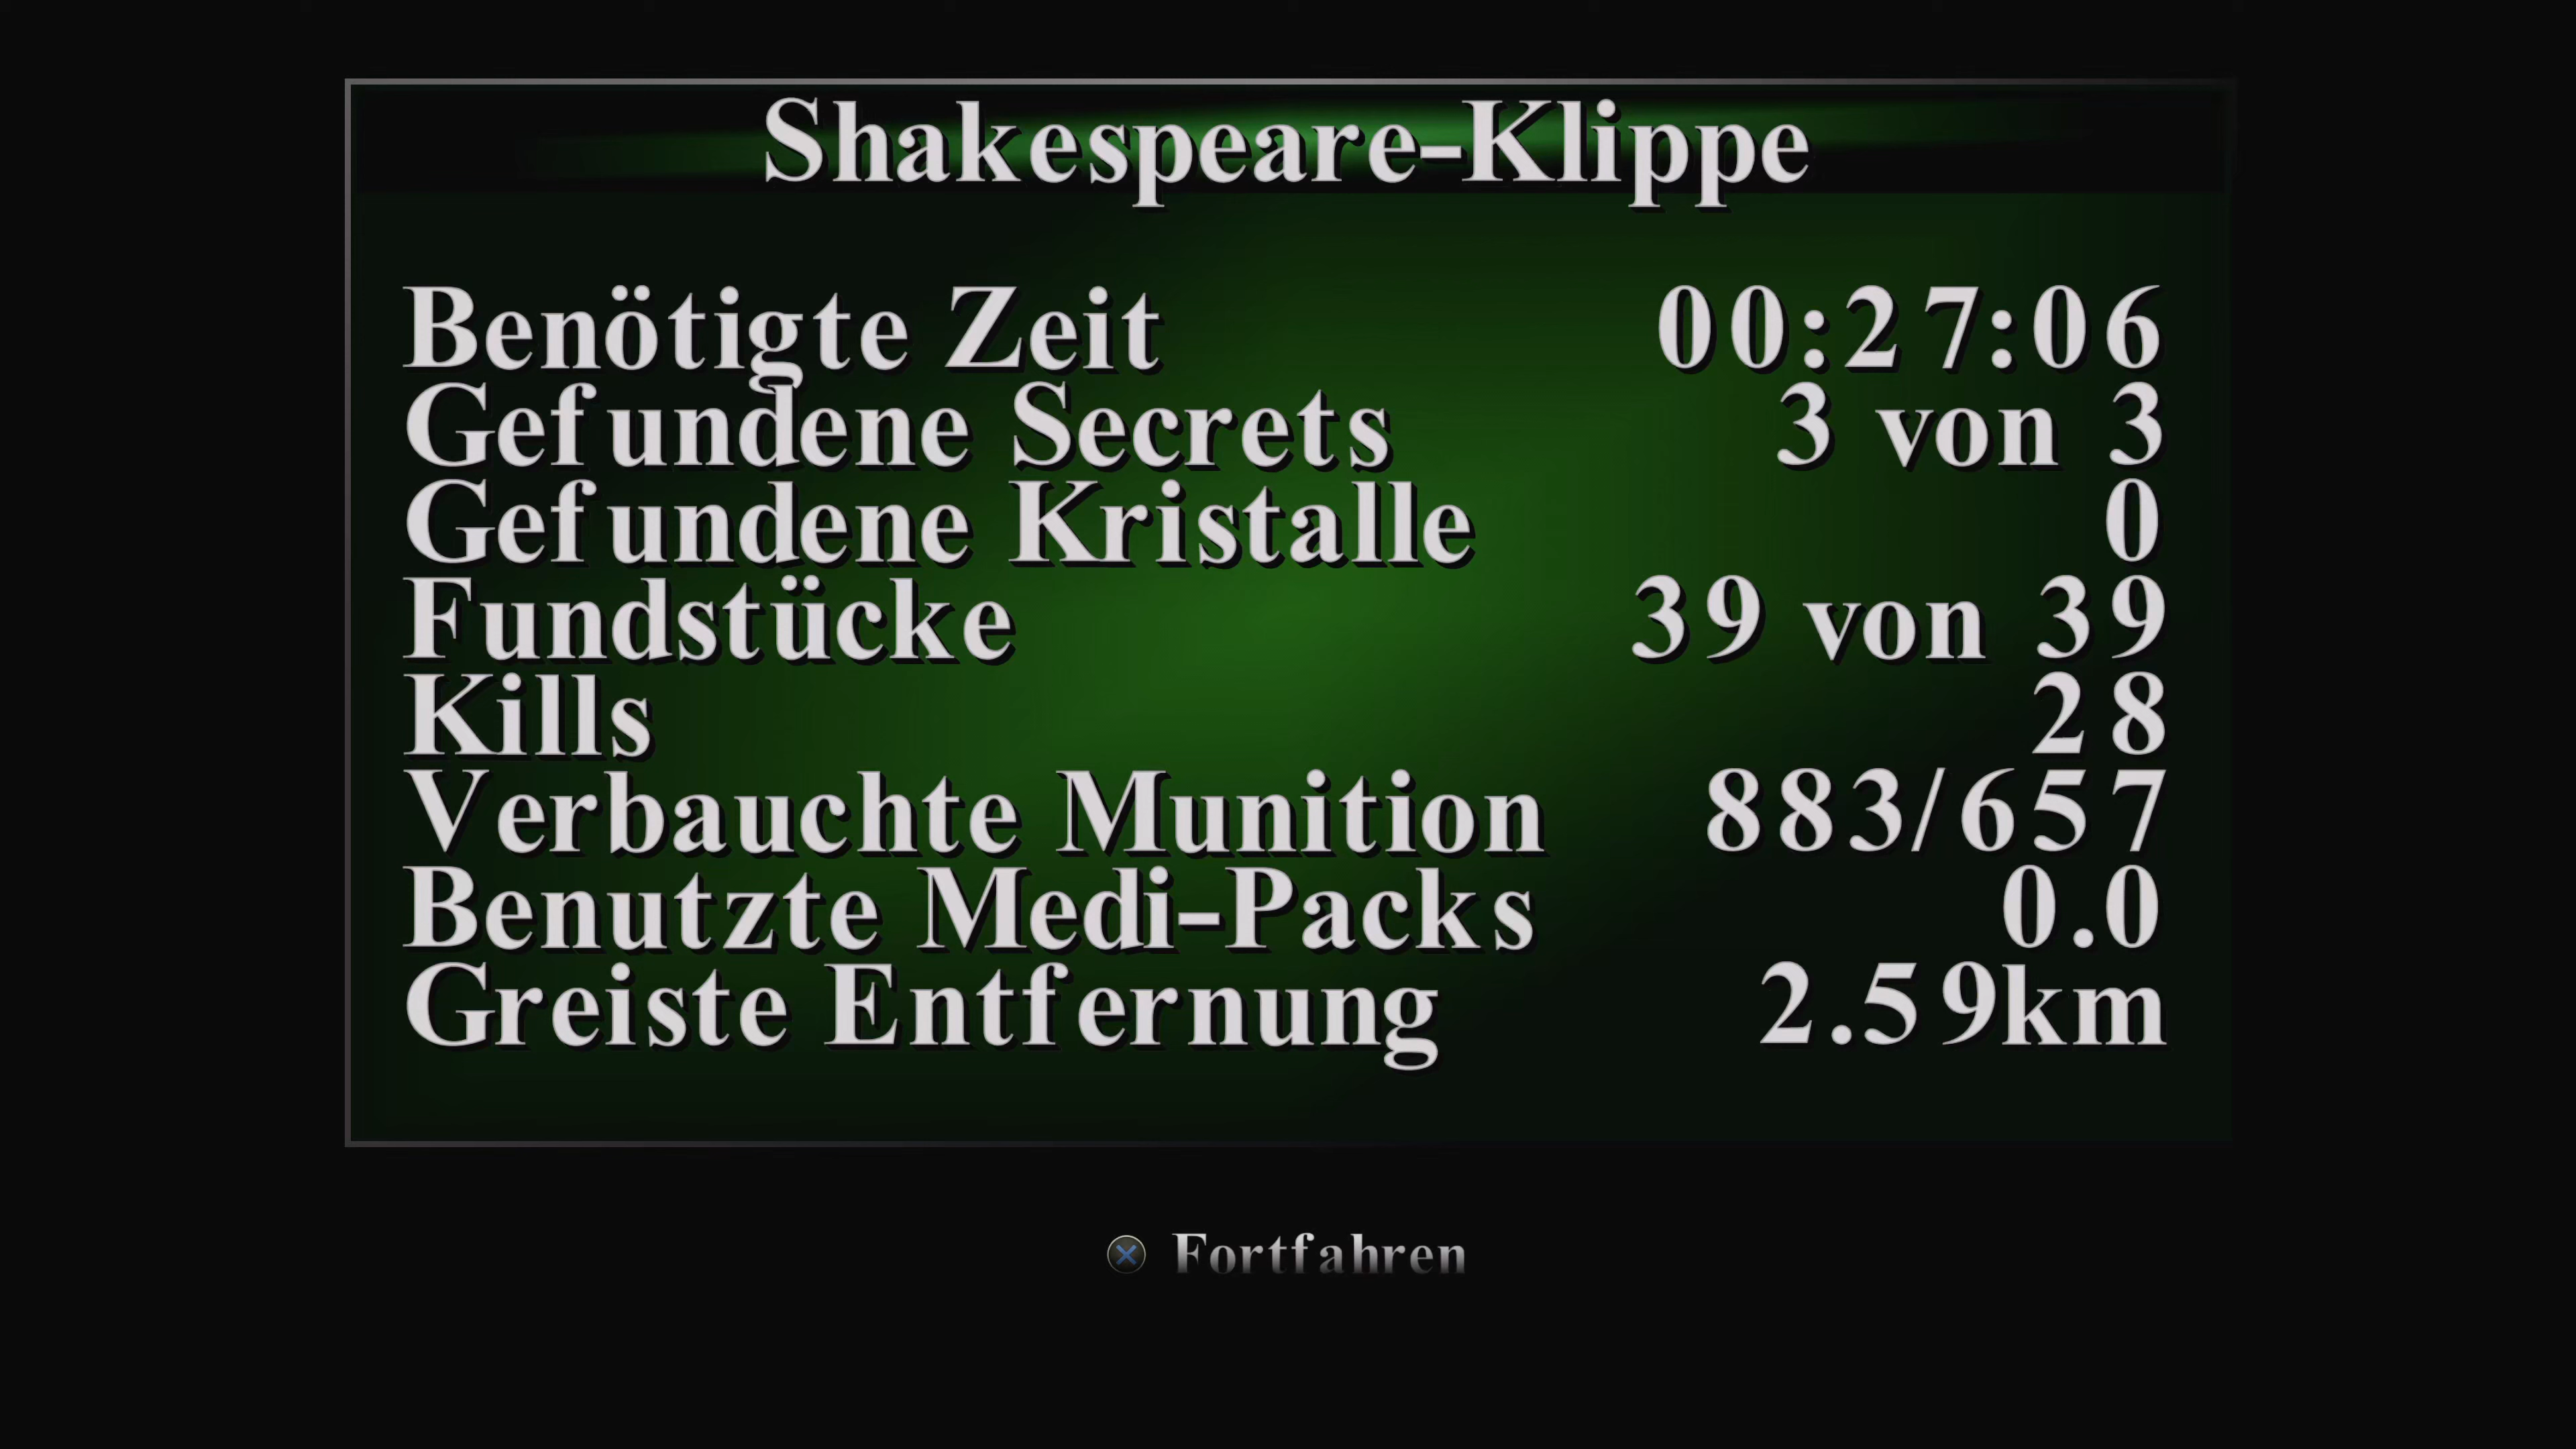 Shakespeare-Klippe
Benötigte Zeit 00:27:06
Gefundene Secrets 3 von 3
Gefundene Kristalle 0
Fundstücke 39 von 39
Kills 28
Verbauchte Munition 883/657
Benutzte Medi-Packs 0.0
Greiste Entfernung 2.59km
Fortfahren